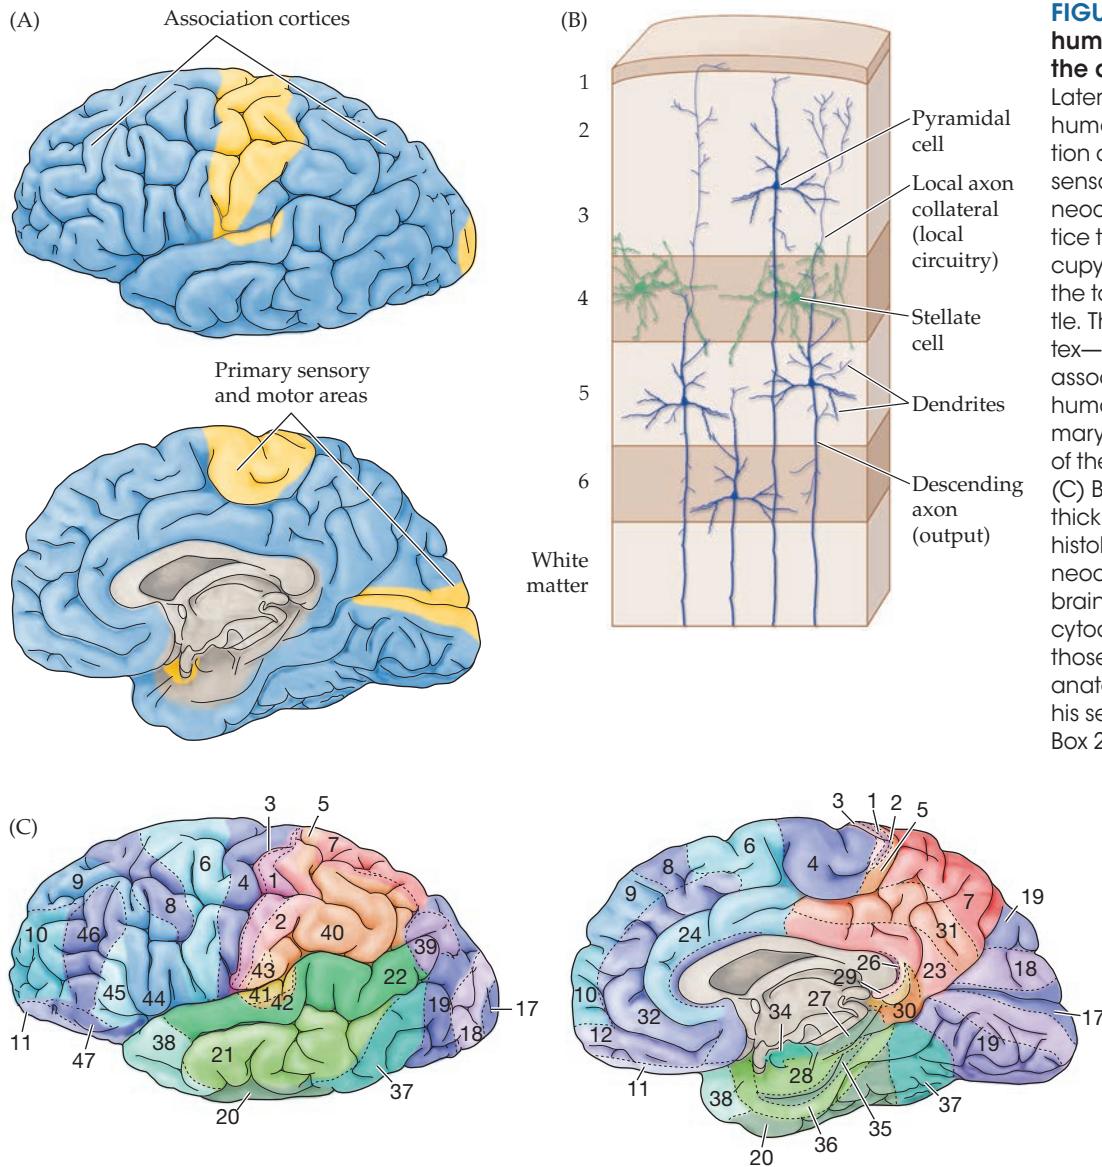 (A)
Association cortices
Primary sensory
and motor areas
(B)
1
2
3
4
5
6
White
matter
Pyramidal
cell
Local axon
collateral
(local
circuitry)
Stellate
cell
Dendrites
Descending
axon
(output)
FIGU
hum
the c
Later
huma
tion o
senso
neoc
tice t
cupy
the to
tle. Th
tex—
assoc
huma
mary
of the
(C) B
thick
histol
neoc
brain
cytoc
those
anato
his se
Box 2
(C)
3 5
6 7
9 4 1
8 2
10 46 40 39
43 22
45 44 41 42 19 17
11 47 38 21 18
20 37
3 1 2 5
8 6 4
9 7 19
24 31
26 23 18
29
10 27 30
32 34 17
12 19
11 28
38 37
36 35
20